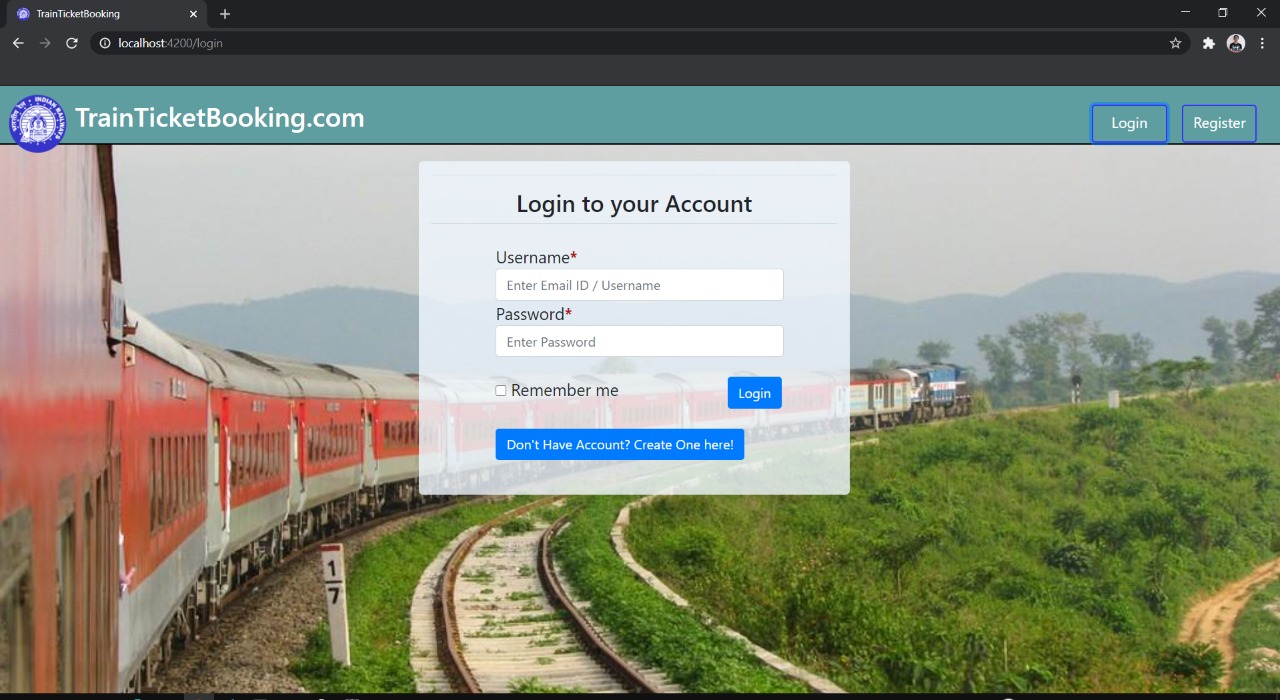 TrainTicketBooking
localhost:4200/login
INDIAN RAILWAYS
TrainTicketBooking.com
Login
Register
Login to your Account
Username*
Enter Email ID / Username
Password*
Enter Password
Remember me
Login
Don't Have Account? Create One here!
1
7